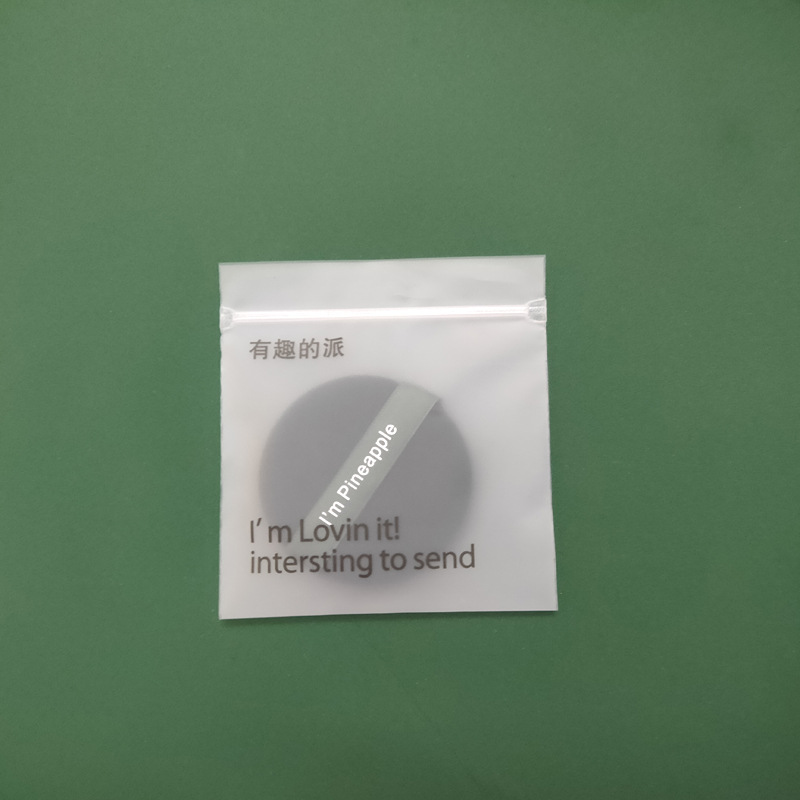 有趣的派
I'm Pineapple
I'm Lovin it!
intersting to send